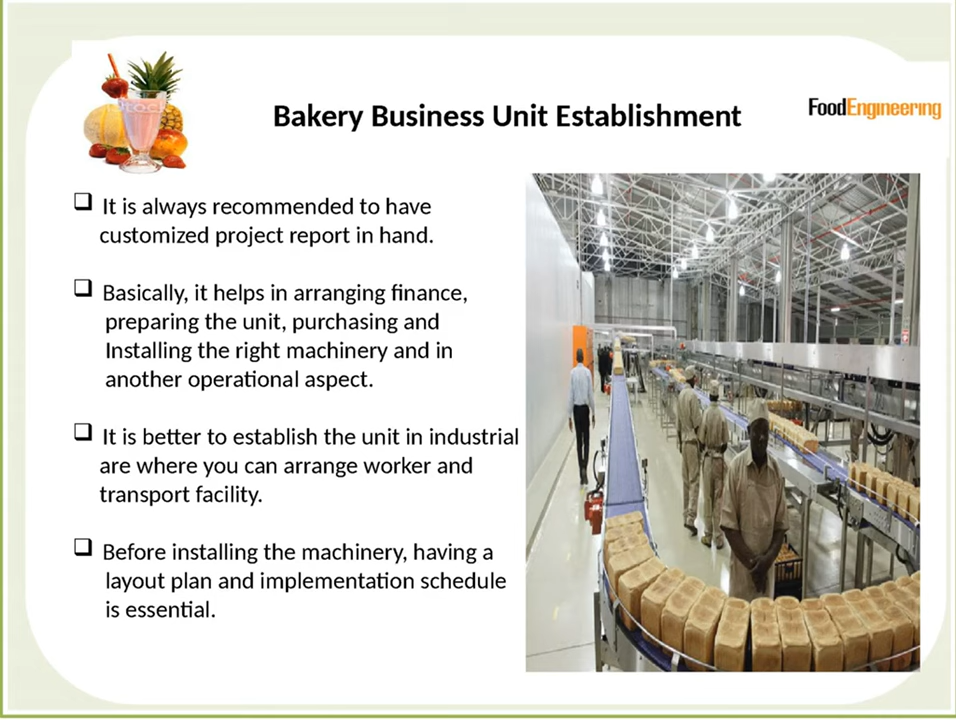 Bakery Business Unit Establishment
FoodEngineering
It is always recommended to have
customized project report in hand.
Basically, it helps in arranging finance,
preparing the unit, purchasing and
Installing the right machinery and in
another operational aspect.
It is better to establish the unit in industrial
are where you can arrange worker and
transport facility.
Before installing the machinery, having a
layout plan and implementation schedule
is essential.